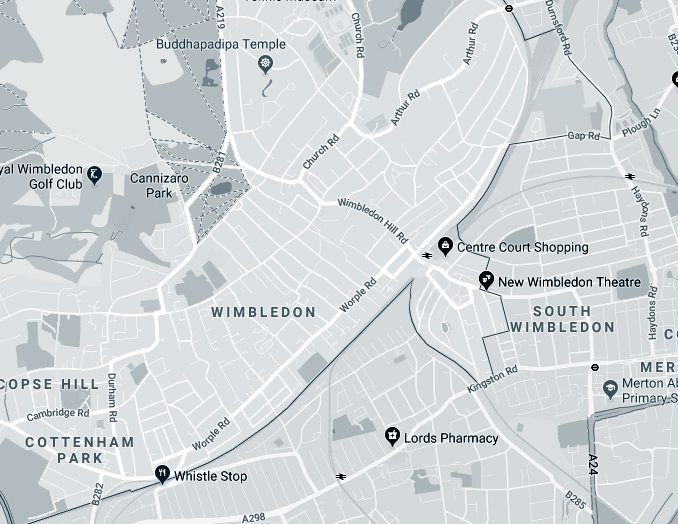 A219
Church Rd
Durnsford Rd
Buddhapadipa Temple
Arthur Rd
Arthur Rd
Gap Rd
Plough Ln
Church Rd
B281
Wimbledon
Golf Club
Cannizaro
Park
Haydons Rd
Wimbledon Hill Rd
Centre Court Shopping
New Wimbledon Theatre
Worple Rd
WIMBLEDON
SOUTH
WIMBLEDON
Haydons Rd
COPSE HILL
Durham Rd
Kingston Rd
Merton
Primary
Cambridge Rd
COTTENHAM
PARK
Worple Rd
Lords Pharmacy
Whistle Stop
A24
B282
B285
A298